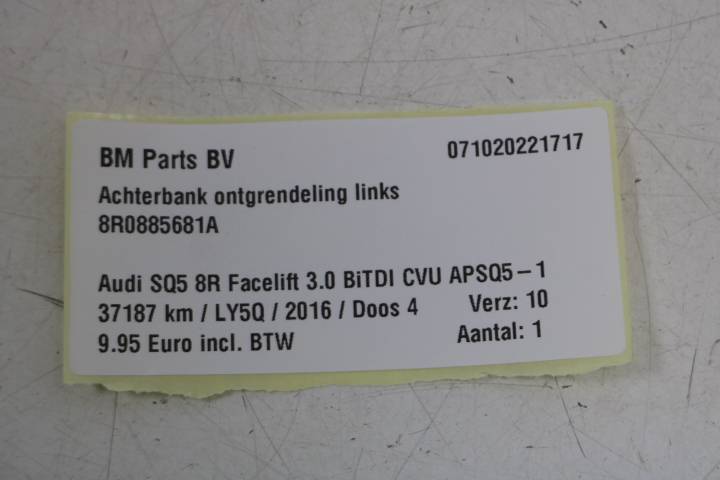 BM Parts BV 071020221717
Achterbank ontgrendeling links
8R0885681A
Audi SQ5 8R Facelift 3.0 BiTDI CVU APSQ5-1
37187 km / LY5Q / 2016 / Doos 4 Verz: 10
9.95 Euro incl. BTW Aantal: 1